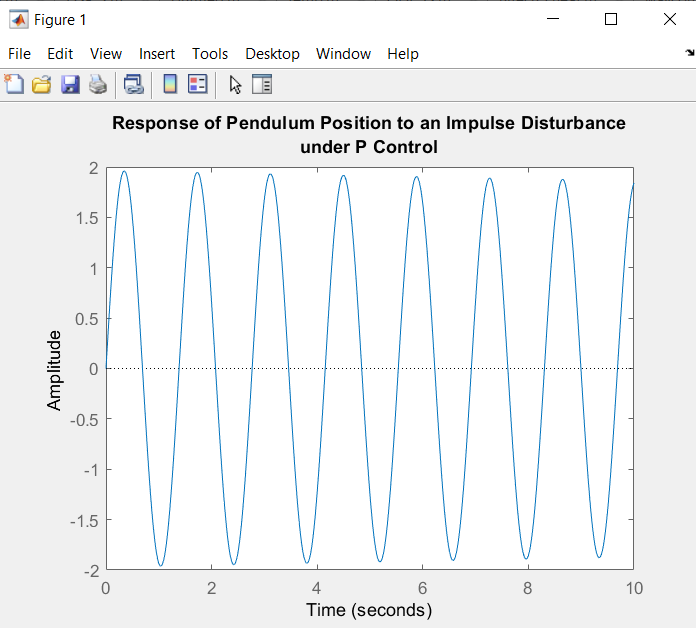 Figure 1
File Edit View Insert Tools Desktop Window Help
Response of Pendulum Position to an Impulse Disturbance
under P Control
2
1.5
1
0.5
0
-0.5
-1
-1.5
-2
Amplitude
0 2 4 6 8 10
Time (seconds)